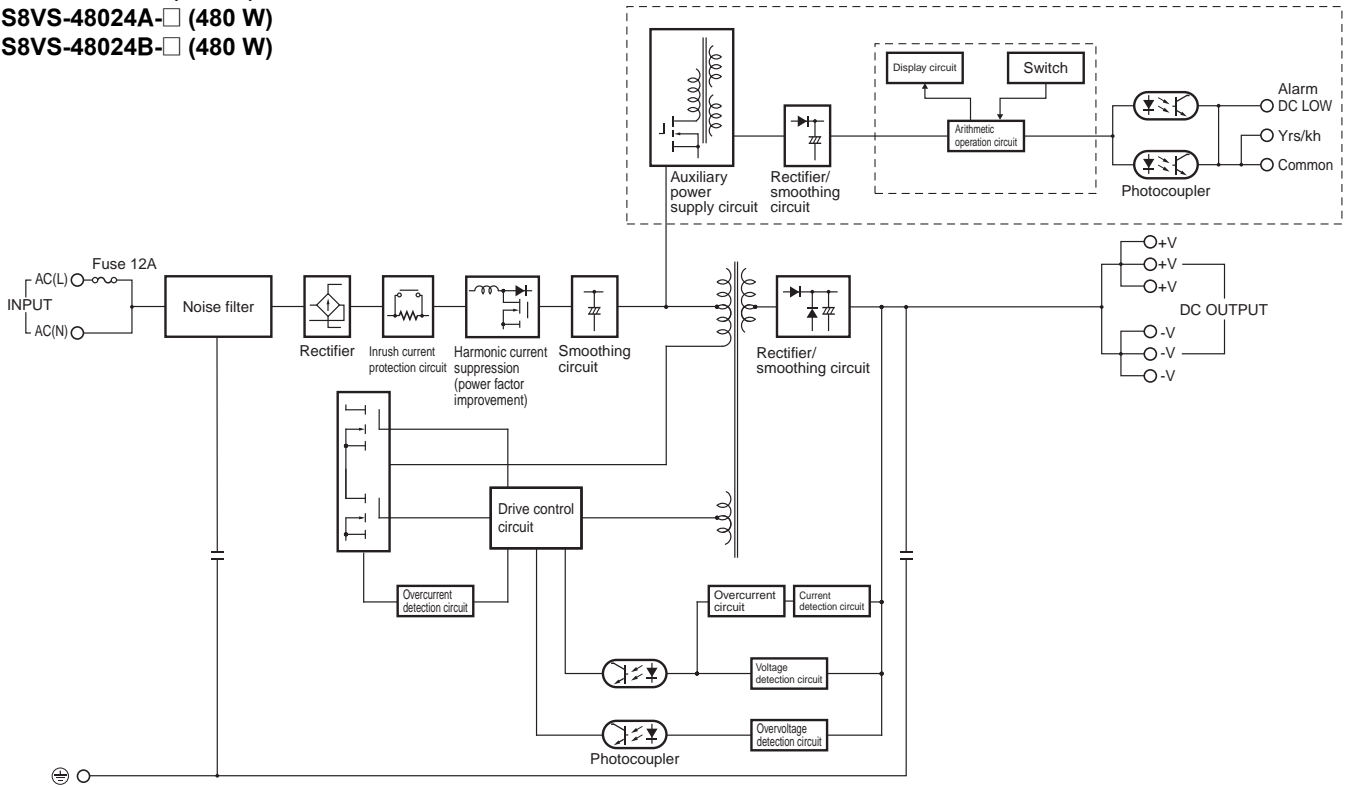 S8VS-48024A-□ (480 W)
S8VS-48024B-□ (480 W)
Display circuit
Switch
Arithmetic
operation circuit
Alarm
DC LOW
Yrs/kh
Common
Photocoupler
Auxiliary
power
supply circuit
Rectifier/
smoothing
circuit
INPUT
AC(L)
Fuse 12A
AC(N)
Noise filter
Rectifier
Inrush current
protection circuit
Harmonic current
suppression
(power factor
improvement)
Smoothing
circuit
Rectifier/
smoothing circuit
+V
+V
+V
DC OUTPUT
-V
-V
-V
Drive control
circuit
Overcurrent
detection circuit
Overcurrent
circuit
Current
detection circuit
Voltage
detection circuit
Overvoltage
detection circuit
Photocoupler